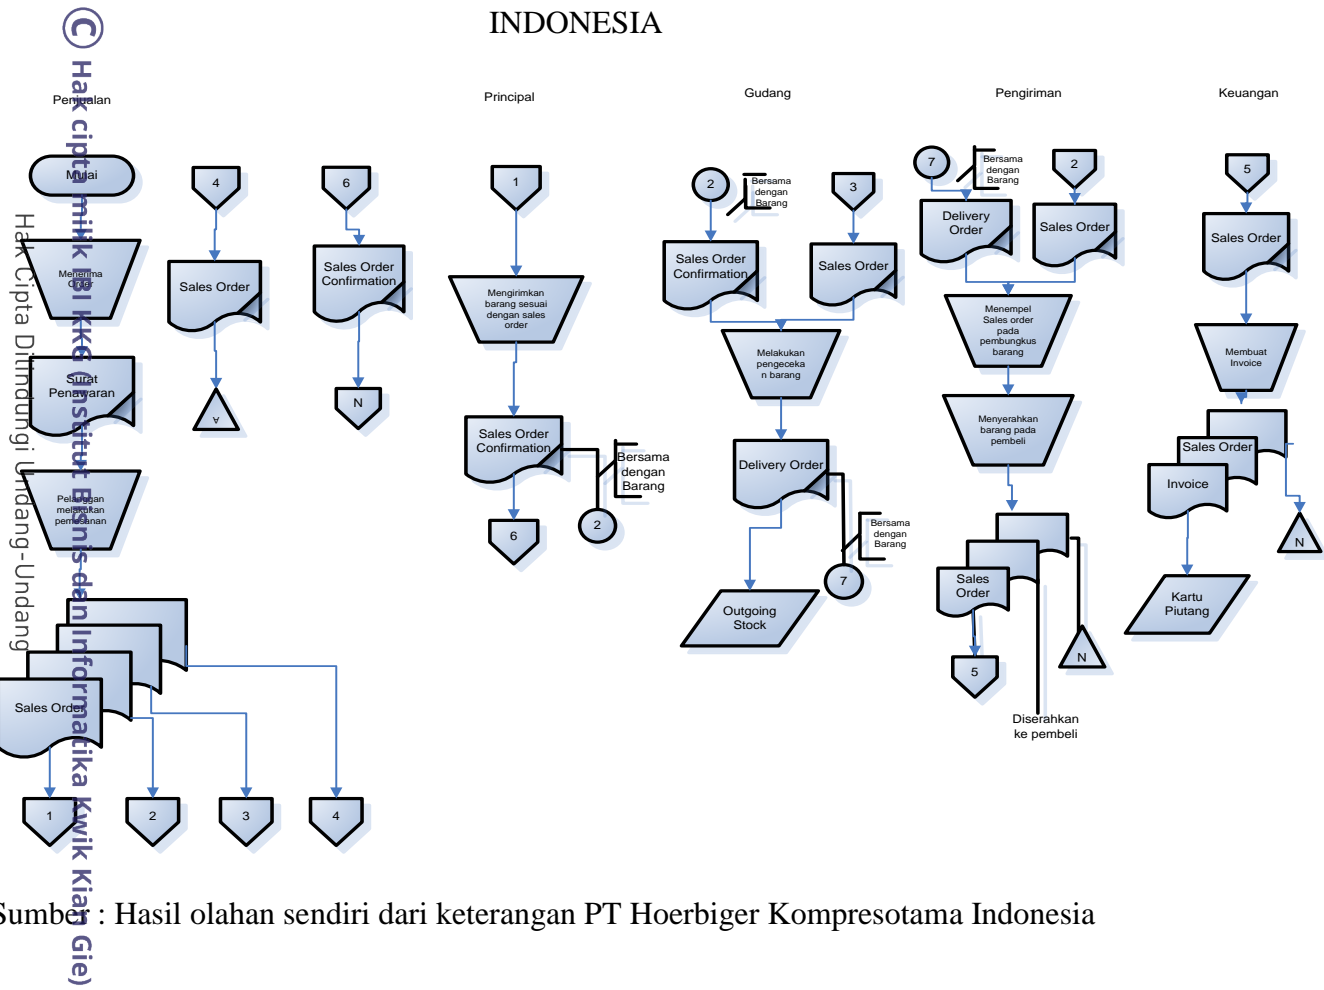 INDONESIA
© Hak cipta milik IBI KKG (Institut Bisnis dan Informatika Kwik Kian Gie)
Hak Cipta Dilindungi Undang-Undang
Penjualan
Mulai
Menerima
Order
Surat
Penawaran
Pelanggan
melakukan
pemesanan
Sales Order
1
2
3
4
4
Sales Order
A
6
Sales Order
Confirmation
N
Principal
1
Mengirimkan
barang sesuai
dengan sales
order
Sales Order
Confirmation
Bersama
dengan
Barang
6
2
Gudang
2
Bersama
dengan
Barang
3
Sales Order
Confirmation
Sales Order
Melakukan
pengeceka
n barang
Delivery Order
Bersama
dengan
Barang
7
Outgoing
Stock
Pengiriman
7
Bersama
dengan
Barang
2
Delivery
Order
Sales Order
Menempel
Sales order
pada
pembungkus
barang
Menyerahkan
barang pada
pembeli
Sales
Order
5
N
Diserahkan
ke pembeli
Keuangan
5
Sales Order
Membuat
Invoice
Sales Order
Invoice
N
Kartu
Piutang
Sumber : Hasil olahan sendiri dari keterangan PT Hoerbiger Kompresotama Indonesia